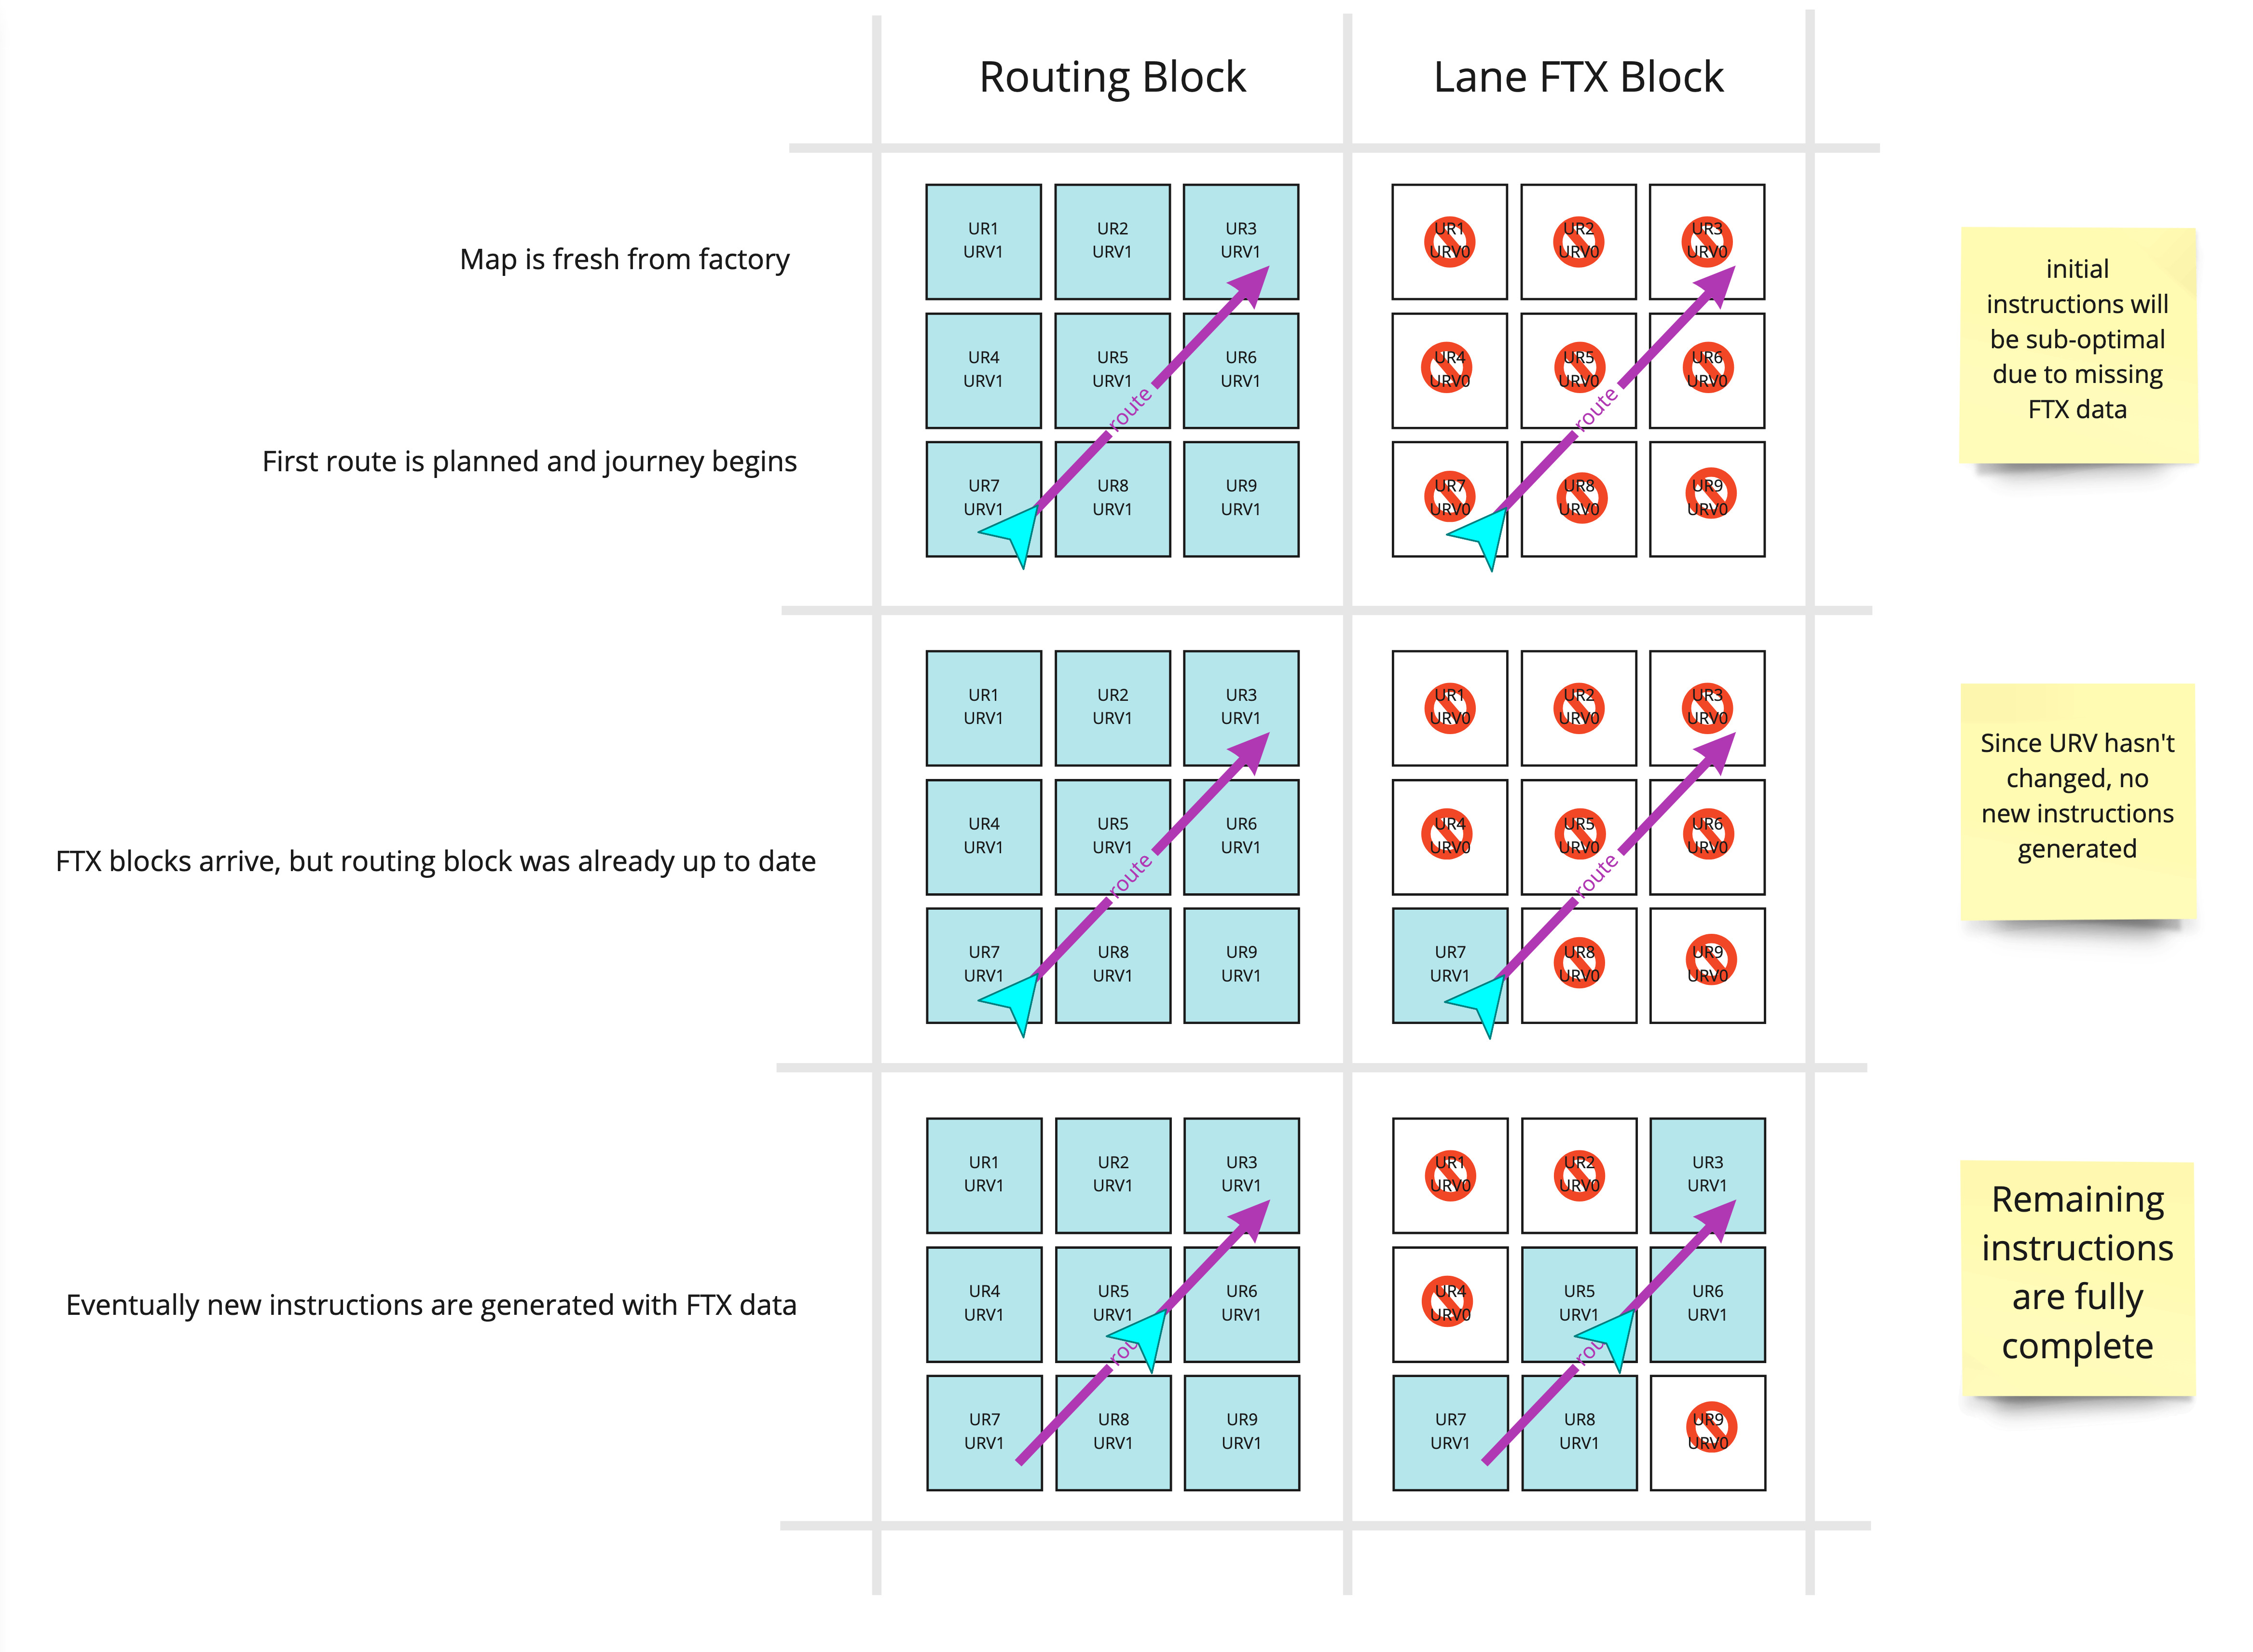 Routing Block
Lane FTX Block
Map is fresh from factory
First route is planned and journey begins
UR1
URV1
UR2
URV1
UR3
URV1
UR4
URV1
UR5
URV1
UR6
URV1
route
UR7
URV1
UR8
URV1
UR9
URV1
UR1
URV0
UR2
URV0
UR3
URV0
UR4
URV0
UR5
URV0
UR6
URV0
route
UR7
URV0
UR8
URV0
UR9
URV0
initial
instructions will
be sub-optimal
due to missing
FTX data
FTX blocks arrive, but routing block was already up to date
UR1
URV1
UR2
URV1
UR3
URV1
UR4
URV1
UR5
URV1
UR6
URV1
route
UR7
URV1
UR8
URV1
UR9
URV1
UR1
URV0
UR2
URV0
UR3
URV0
UR4
URV0
UR5
URV0
UR6
URV0
route
UR7
URV1
UR8
URV0
UR9
URV0
Since URV hasn't
changed, no
new instructions
generated
Eventually new instructions are generated with FTX data
UR1
URV1
UR2
URV1
UR3
URV1
UR4
URV1
UR5
URV1
UR6
URV1
rou
UR7
URV1
UR8
URV1
UR9
URV1
UR1
URV0
UR2
URV0
UR3
URV1
UR4
URV0
UR5
URV1
UR6
URV1
rou
UR7
URV1
UR8
URV1
UR9
URV0
Remaining
instructions
are fully
complete